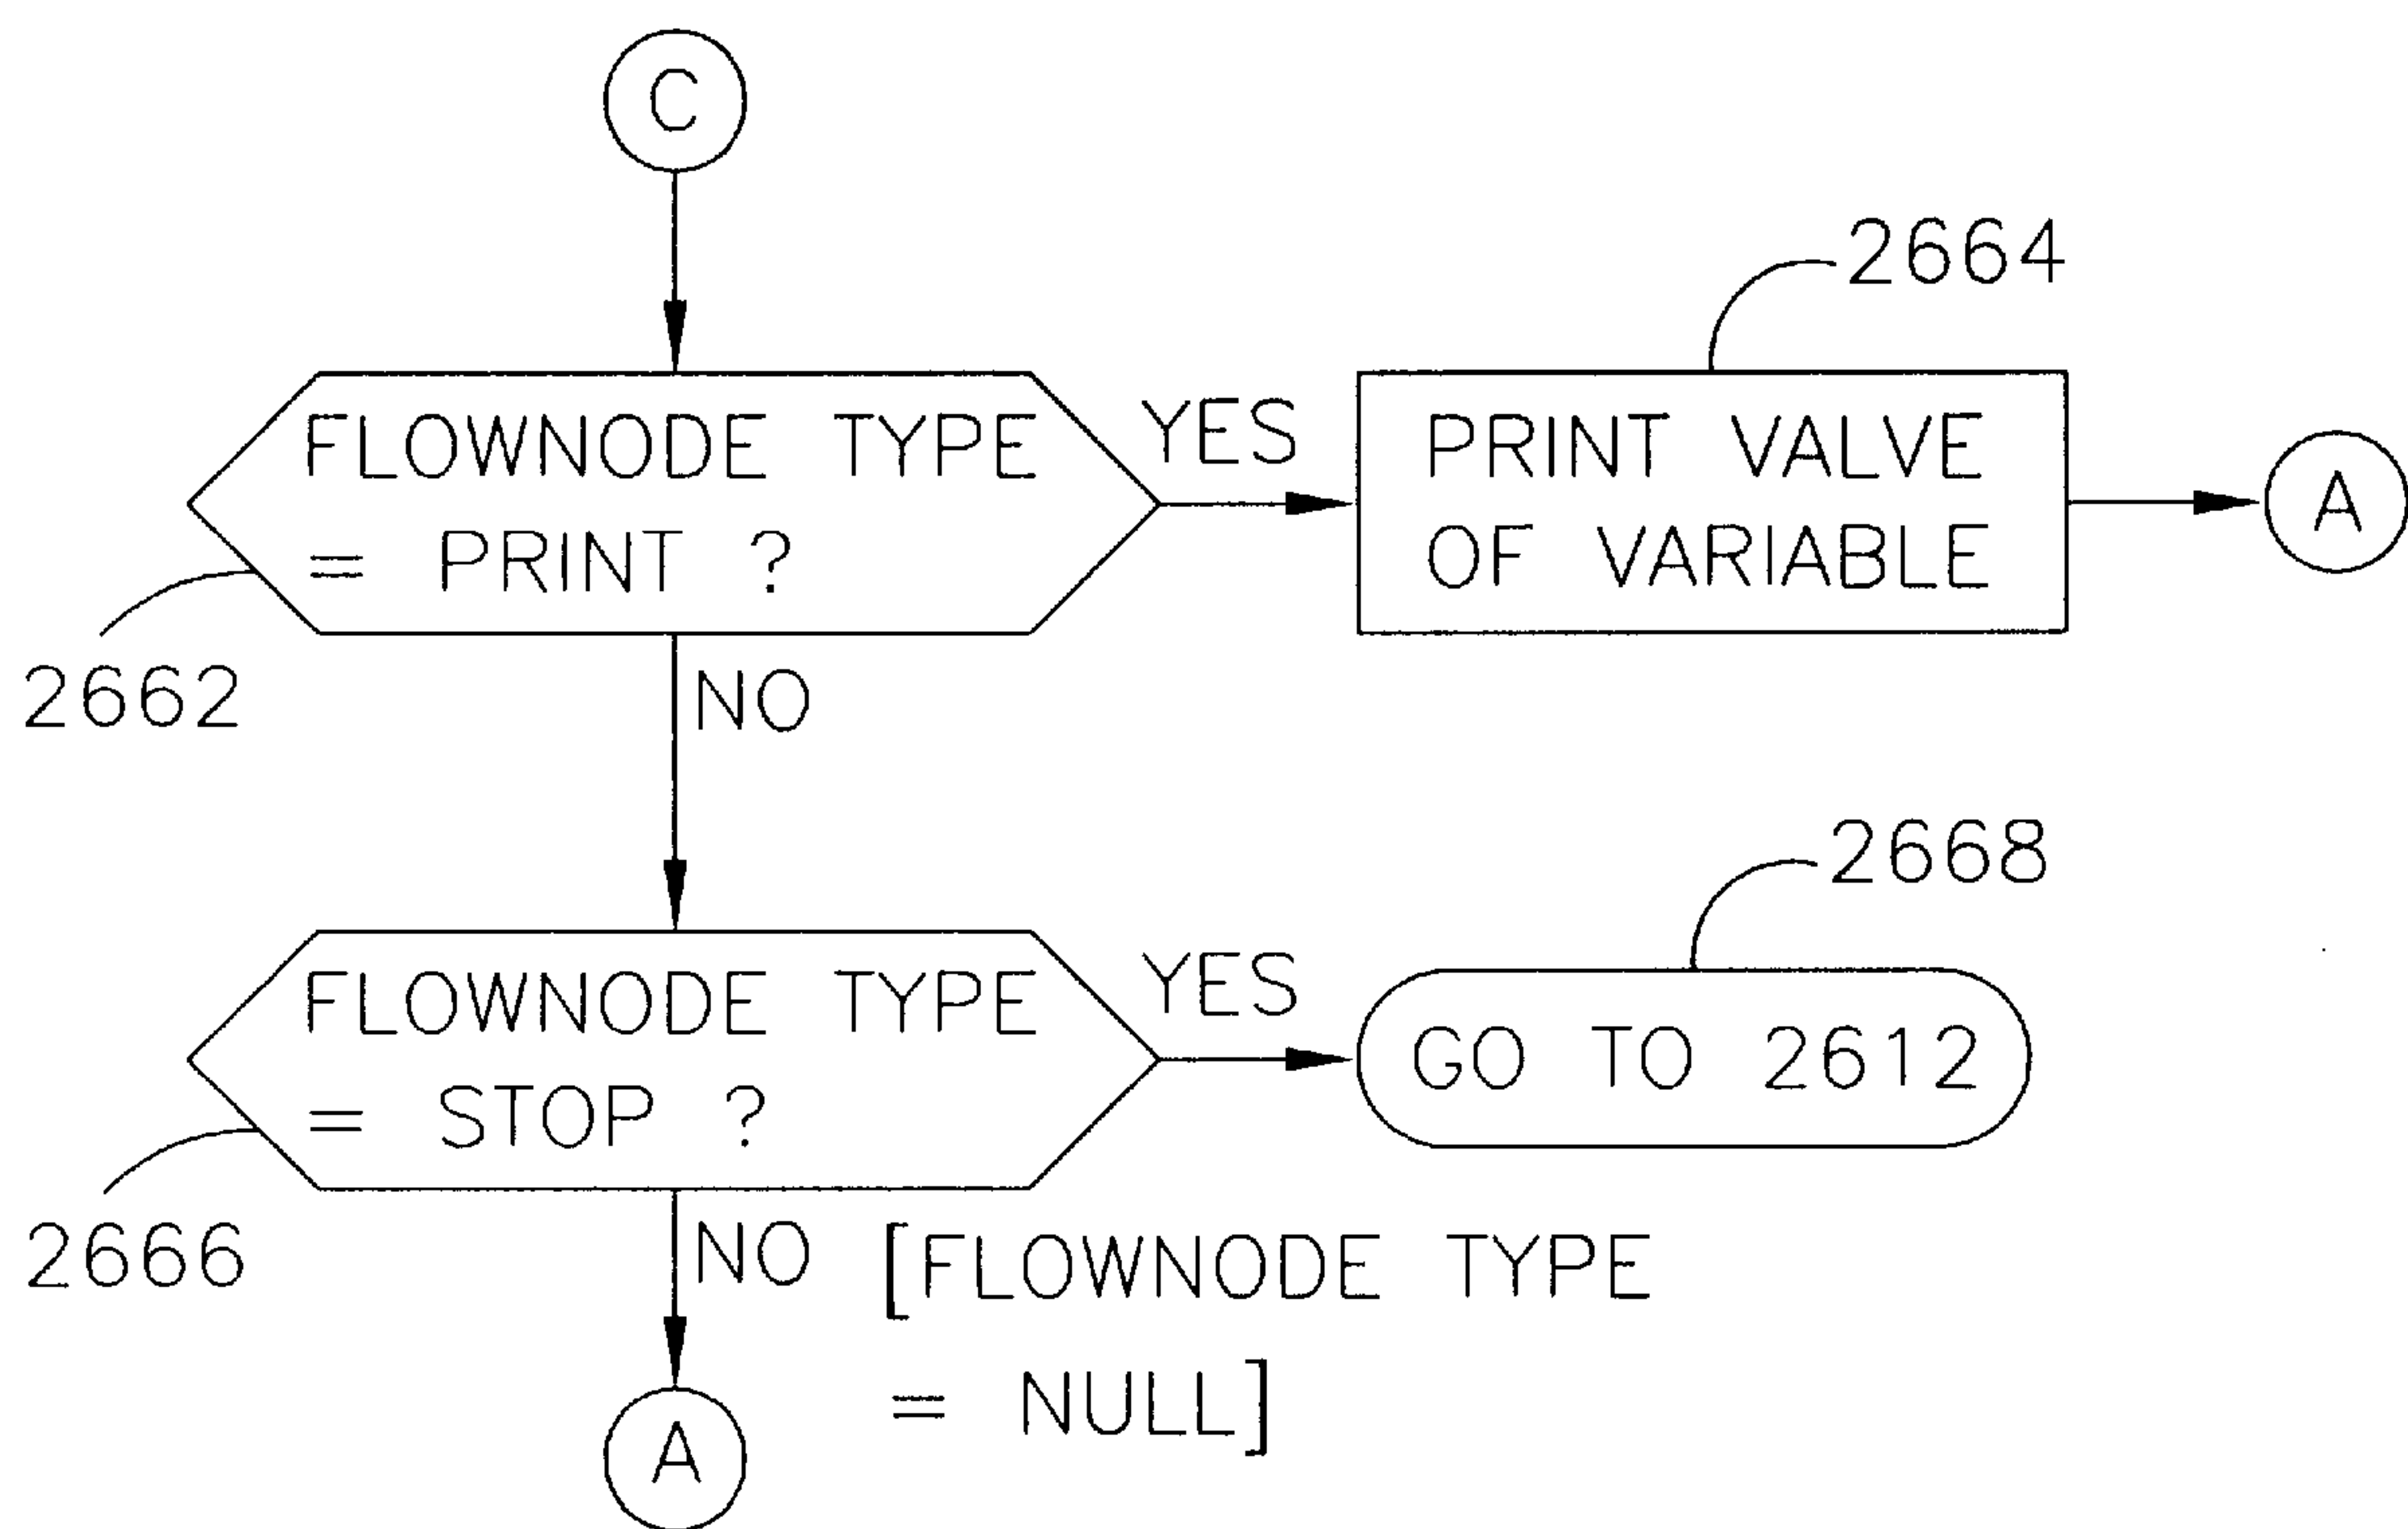 C
2664
FLOWNODE TYPE
= PRINT ?
YES
PRINT VALVE
OF VARIABLE
A
2662
NO
2668
FLOWNODE TYPE
= STOP ?
YES
GO TO 2612
2666
NO
[FLOWNODE TYPE
= NULL]
A